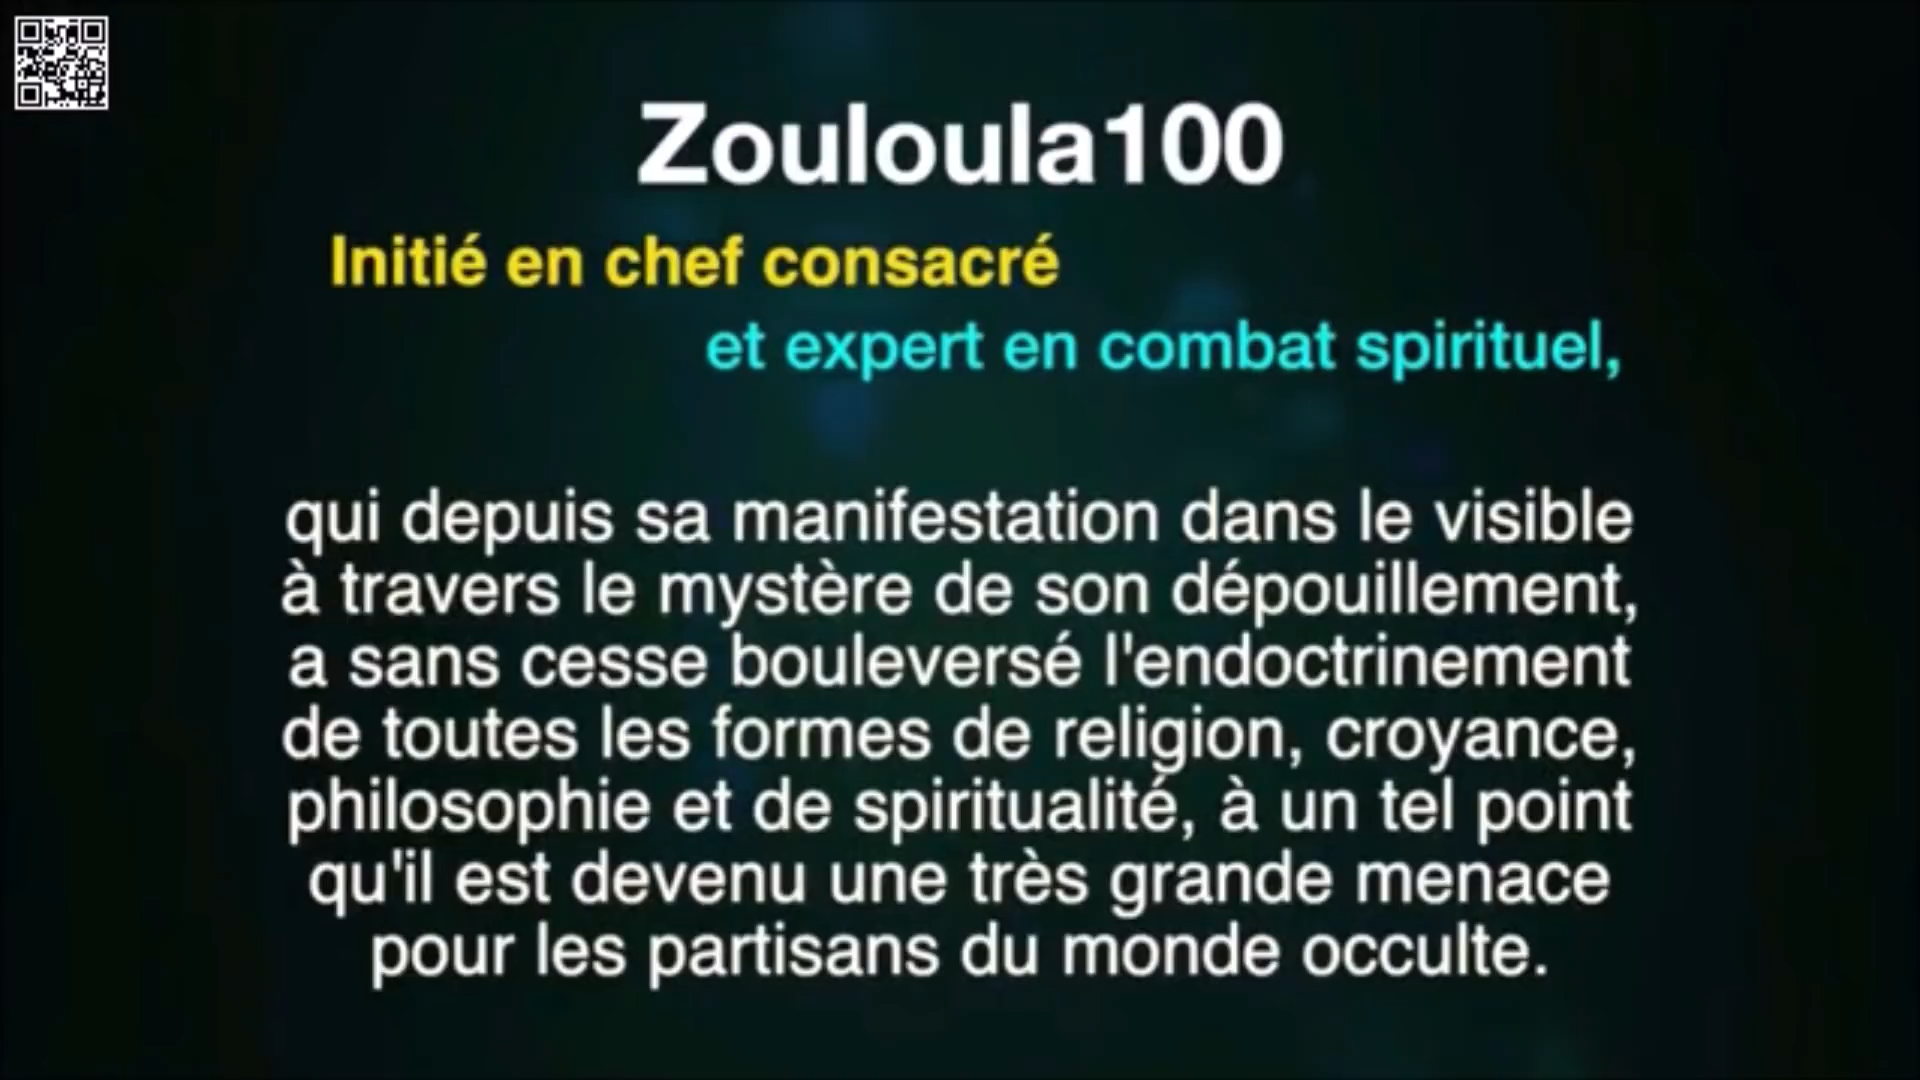 Zouloula100
Initié en chef consacré
et expert en combat spirituel,
qui depuis sa manifestation dans le visible
à travers le mystère de son dépouillement,
a sans cesse bouleversé l'endoctrinement
de toutes les formes de religion, croyance,
philosophie et de spiritualité, à un tel point
qu'il est devenu une très grande menace
pour les partisans du monde occulte.